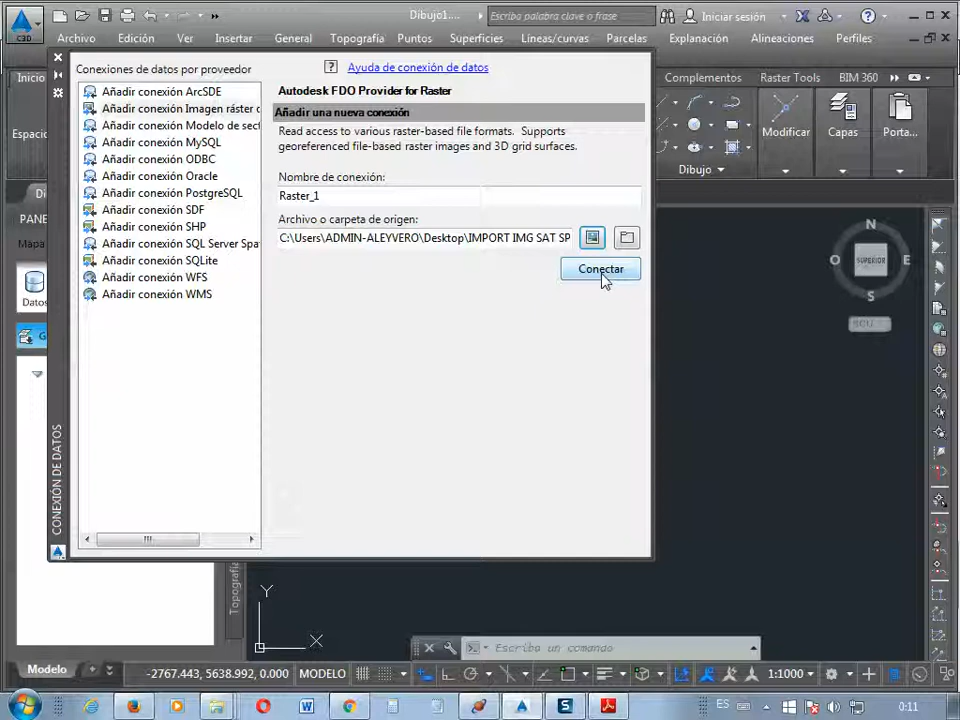 Dibujo1....
Escriba palabra clave o frase
Iniciar sesión
C3D
Archivo Edición Ver Insertar General Topografía Puntos Superficies Líneas/curvas Parcelas Explanación Alineaciones Perfiles
Inicio
Complementos Raster Tools BIM 360
Conexiones de datos por proveedor
Ayuda de conexión de datos
Añadir conexión ArcSDE
Añadir conexión Imagen ráster o
Añadir conexión Modelo de sect
Añadir conexión MySQL
Añadir conexión ODBC
Añadir conexión Oracle
Añadir conexión PostgreSQL
Añadir conexión SDF
Añadir conexión SHP
Añadir conexión SQL Server Spa
Añadir conexión SQLite
Añadir conexión WFS
Añadir conexión WMS
Autodesk FDO Provider for Raster
Añadir una nueva conexión
Read access to various raster-based file formats. Supports
georeferenced file-based raster images and 3D grid surfaces.
Nombre de conexión:
Raster_1
Archivo o carpeta de origen:
C:\Users\ADMIN-ALEYVERO\Desktop\IMPORT IMG SAT SP
Conectar
CONEXIÓN DE DATOS
Espacio
Modificar Capas Porta...
Dibujo
PANE
Mapa
Datos
G
N
O SUPERIOR E
S
SCU
Topografía
Y
X
Escriba un comando
Modelo
-2767.443, 5638.992, 0.000 MODELO
1:1000
ES
0:11